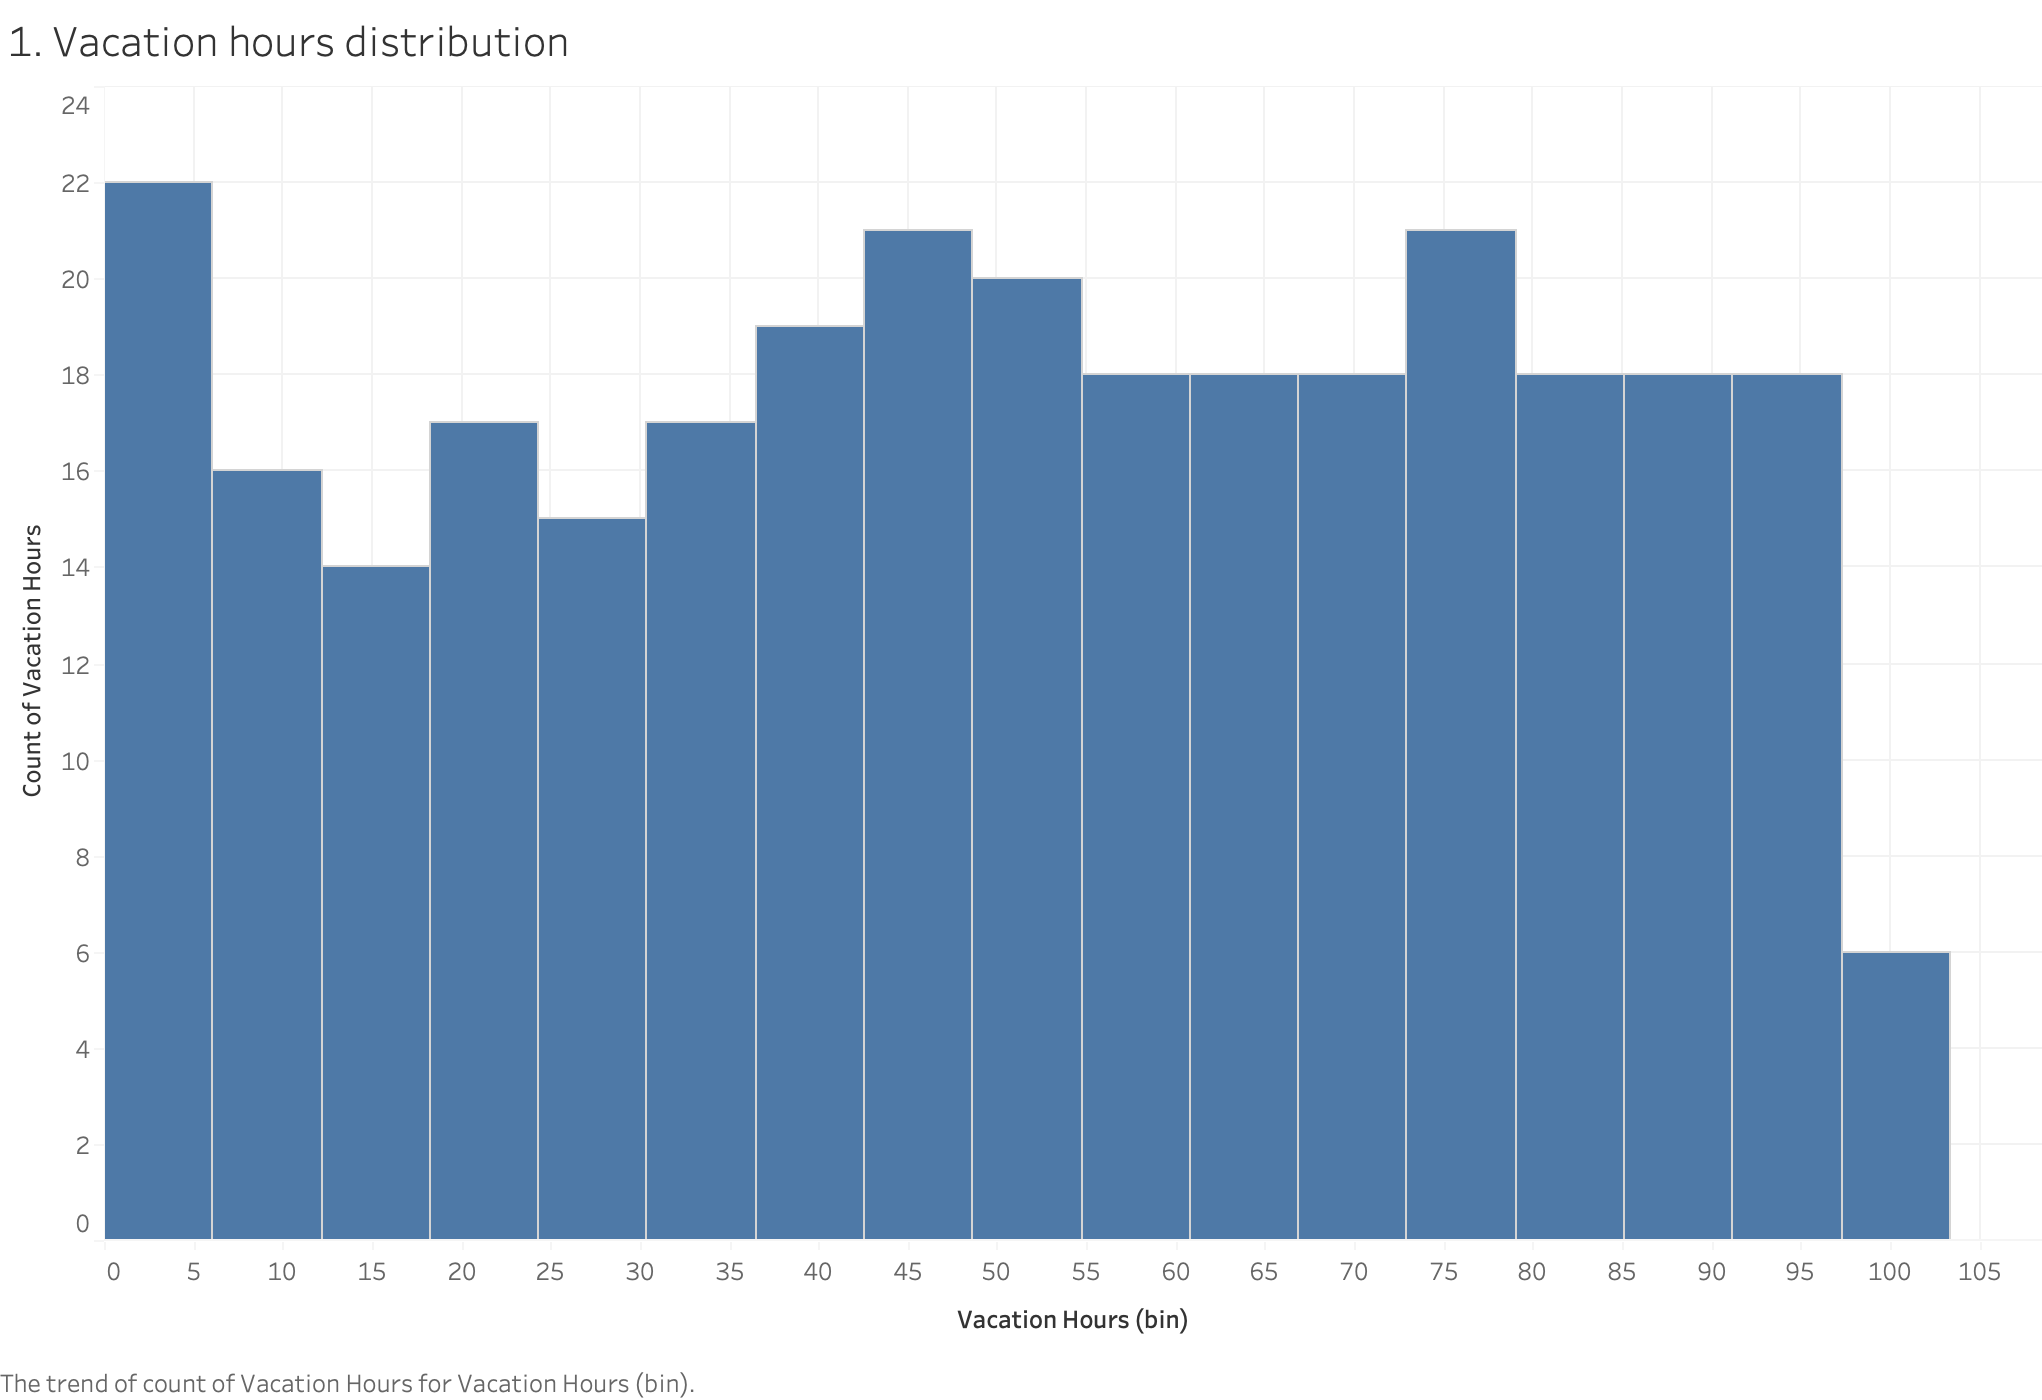 1. Vacation hours distribution
24
22
20
18
16
14
12
10
8
6
4
2
0
Count of Vacation Hours
0 5 10 15 20 25 30 35 40 45 50 55 60 65 70 75 80 85 90 95 100 105
Vacation Hours (bin)
The trend of count of Vacation Hours for Vacation Hours (bin).